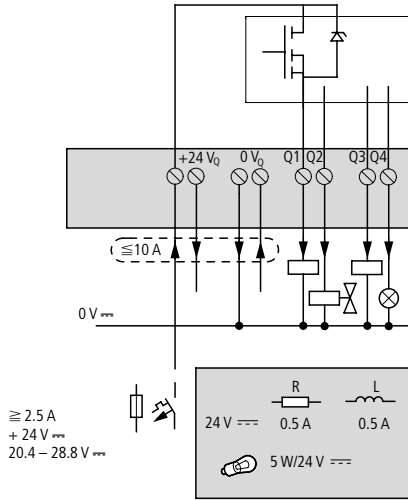 +24 VQ 0 VQ Q1 Q2 Q3 Q4
≦10 A
0 V ⎓
≧ 2.5 A
+ 24 V ⎓
20.4 – 28.8 V ⎓
R L
24 V ⎓ 0.5 A 0.5 A
5 W/24 V ⎓